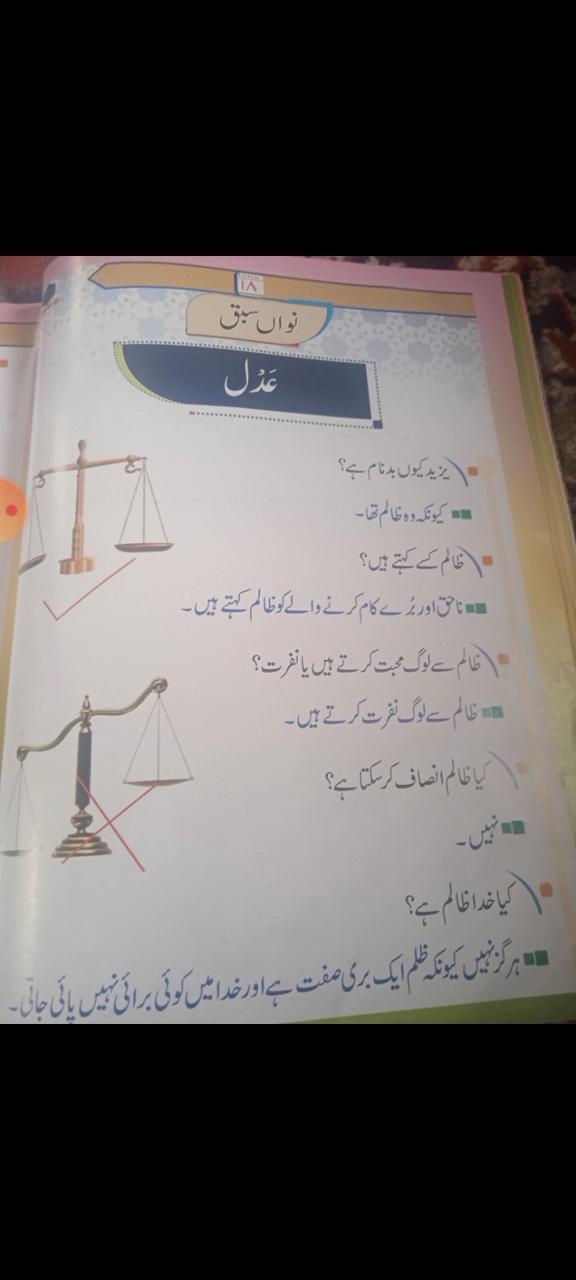 ۱۸
نواں سبق
عَدْل
یزید کیوں بدنام ہے؟
کیونکہ وہ ظالم تھا۔
ظالم کسے کہتے ہیں؟
ناحق اور بُرے کام کرنے والے کو ظالم کہتے ہیں۔
ظالم سے لوگ محبت کرتے ہیں یا نفرت؟
ظالم سے لوگ نفرت کرتے ہیں۔
کیا ظالم انصاف کر سکتا ہے؟
نہیں۔
کیا خدا ظالم ہے؟
ہرگز نہیں کیونکہ ظلم ایک بری صفت ہے اور خدا میں کوئی برائی نہیں پائی جاتی۔